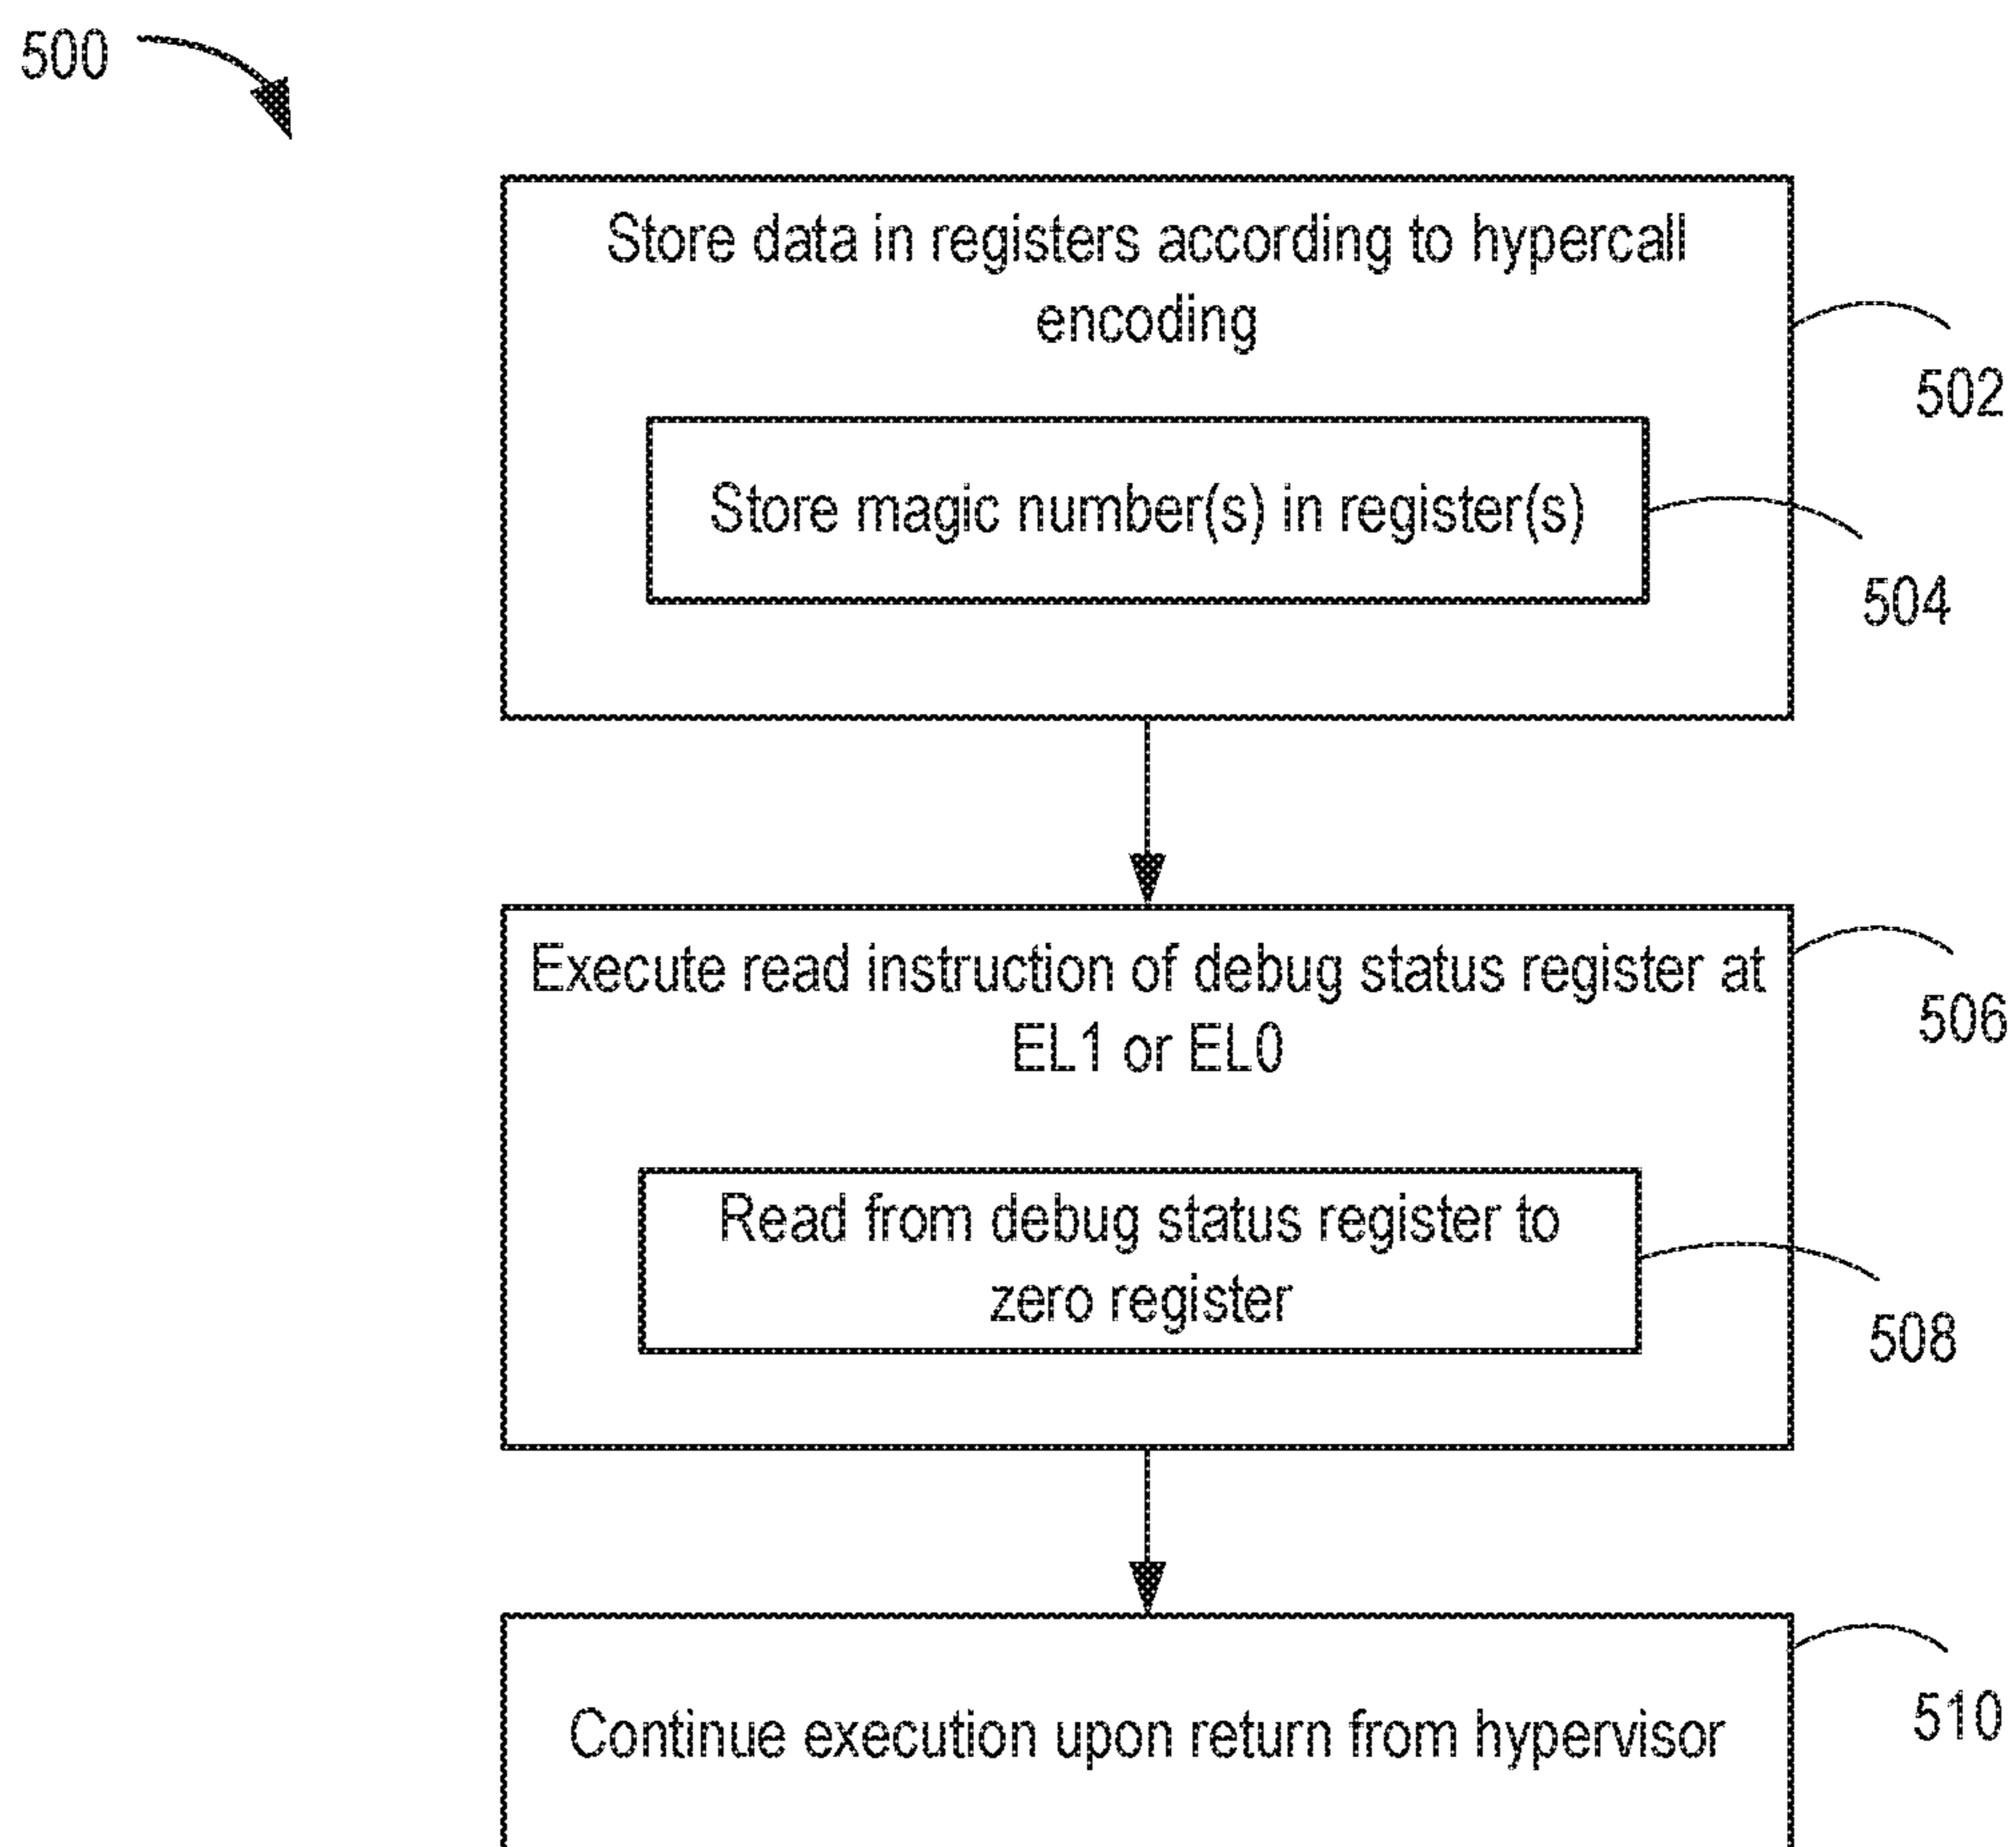 500
Store data in registers according to hypercall
encoding
502
Store magic number(s) in register(s)
504
Execute read instruction of debug status register at
EL1 or EL0
506
Read from debug status register to
zero register
508
Continue execution upon return from hypervisor
510